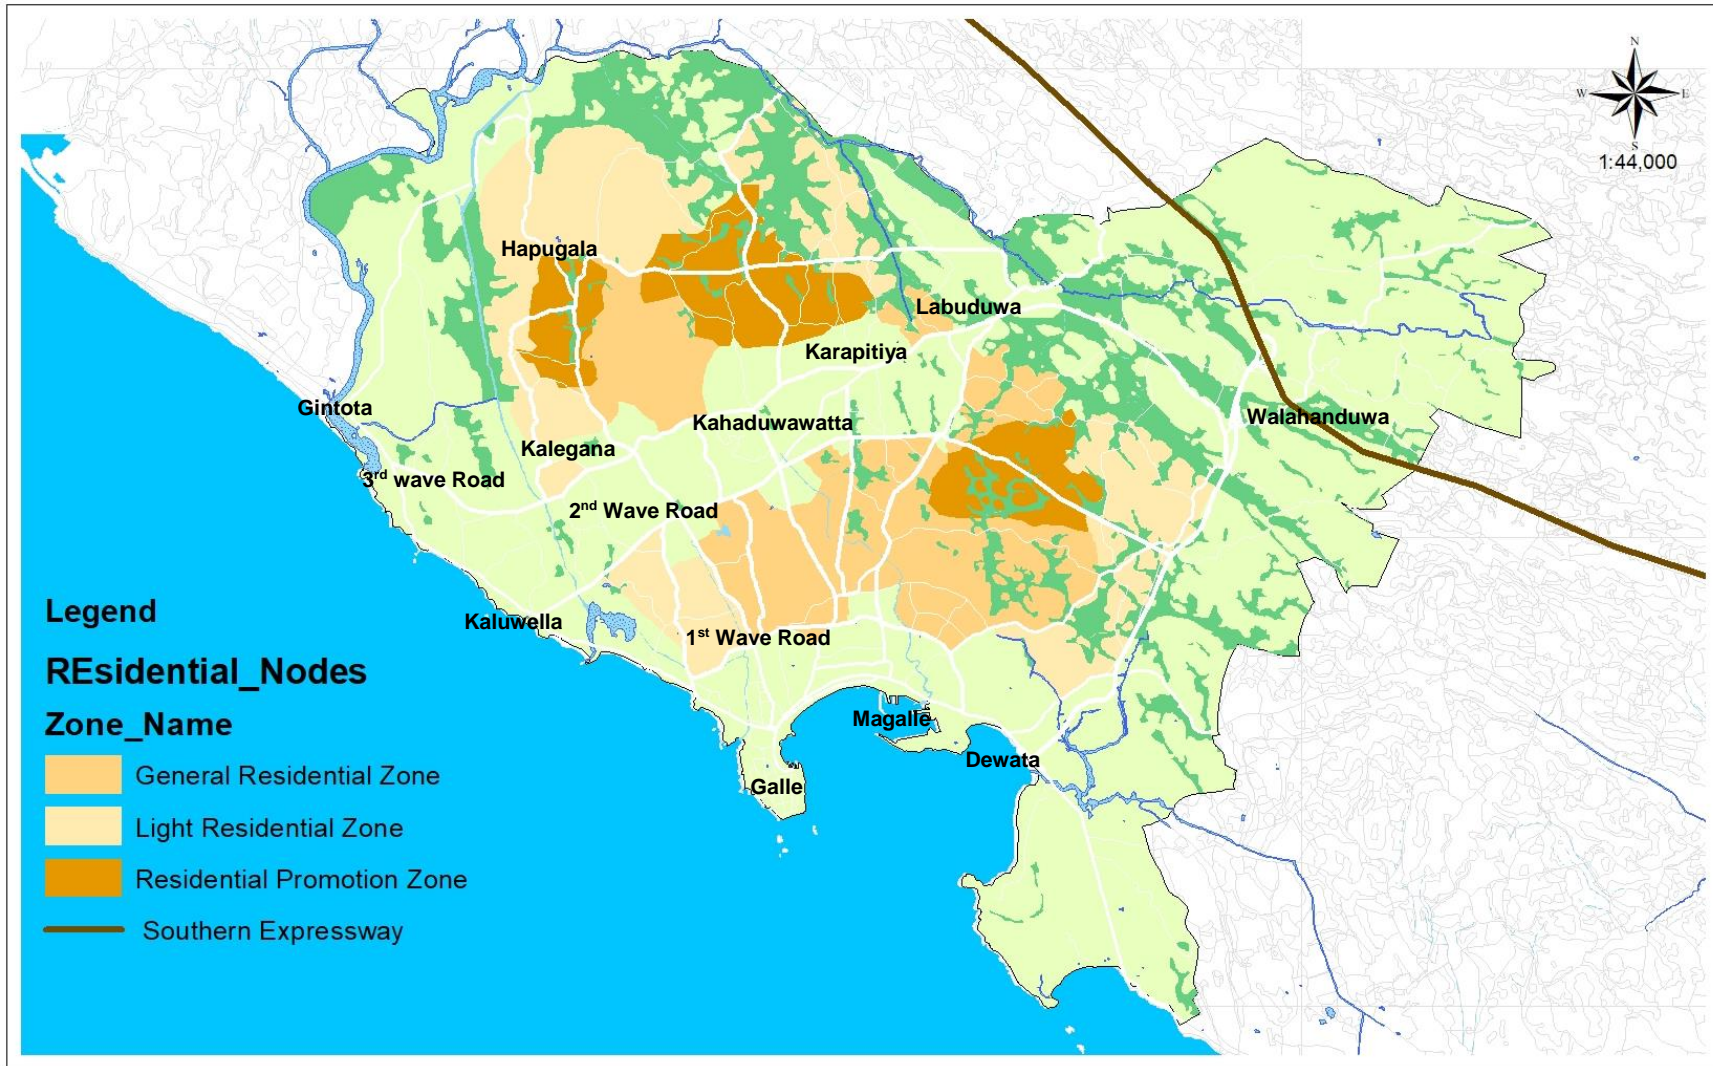 N
W E
S
1:44,000
Hapugala
Labuduwa
Karapitiya
Gintota
Kahaduwawatta
Walahanduwa
Kalegana
3rd wave Road
2nd Wave Road
Kaluwella
1st Wave Road
Magalle
Dewata
Galle
Legend
REsidential_Nodes
Zone_Name
General Residential Zone
Light Residential Zone
Residential Promotion Zone
Southern Expressway